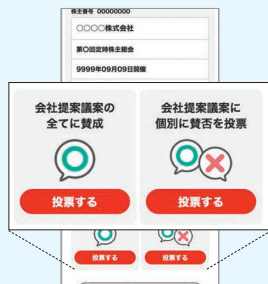 株主番号 00000000
○○○○株式会社
第○回定時株主総会
9999年09月09日開催
会社提案議案の
全てに賛成
投票する
会社提案議案に
個別に賛否を投票
投票する
投票する
投票する